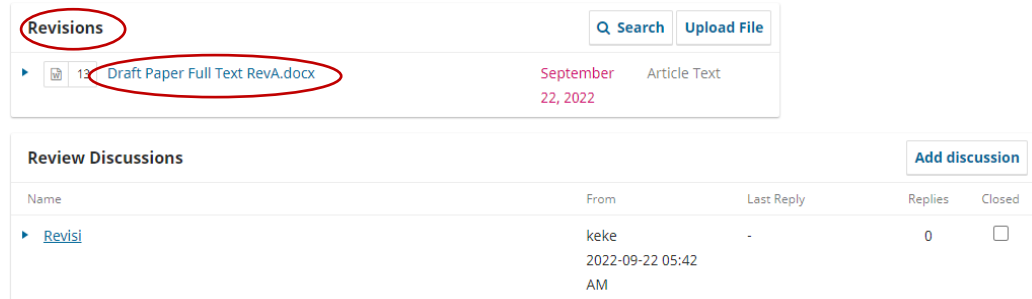 Revisions Search Upload File
13 Draft Paper Full Text RevA.docx September Article Text
22, 2022
Review Discussions Add discussion
Name From Last Reply Replies Closed
Revisi keke - 0
2022-09-22 05:42
AM